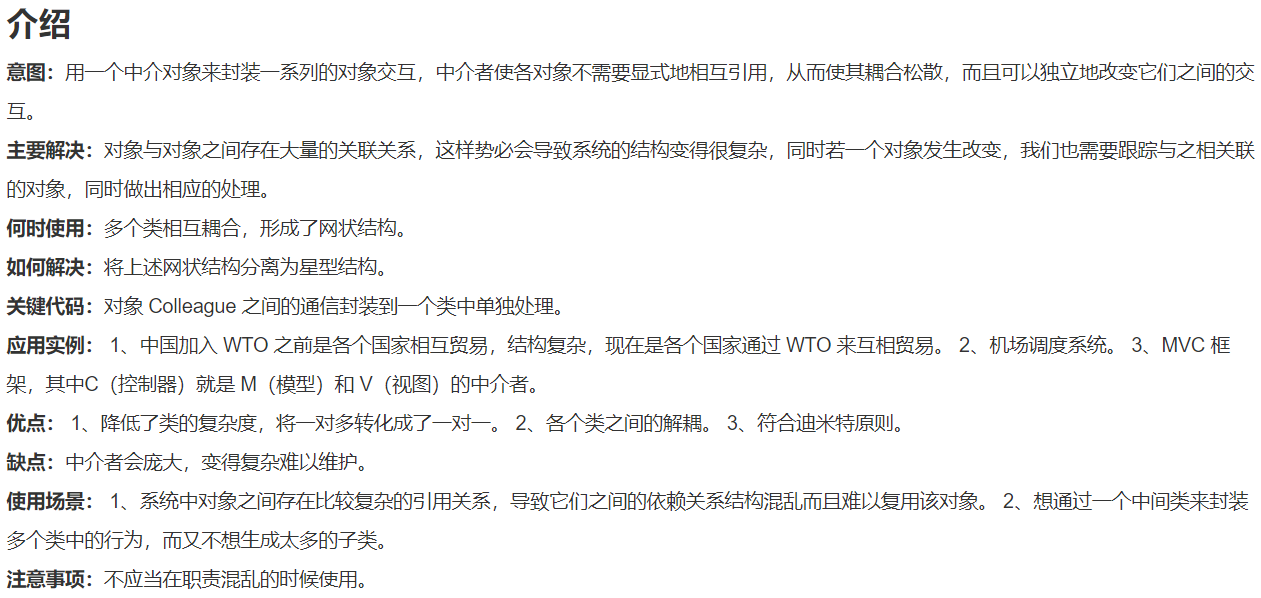 介绍
意图：用一个中介对象来封装一系列的对象交互，中介者使各对象不需要显式地相互引用，从而使其耦合松散，而且可以独立地改变它们之间的交
互。
主要解决：对象与对象之间存在大量的关联关系，这样势必会导致系统的结构变得很复杂，同时若一个对象发生改变，我们也需要跟踪与之相关联
的对象，同时做出相应的处理。
何时使用：多个类相互耦合，形成了网状结构。
如何解决：将上述网状结构分离为星型结构。
关键代码：对象 Colleague 之间的通信封装到一个类中单独处理。
应用实例： 1、中国加入 WTO 之前是各个国家相互贸易，结构复杂，现在是各个国家通过 WTO 来互相贸易。 2、机场调度系统。 3、MVC 框
架，其中C（控制器）就是 M（模型）和 V（视图）的中介者。
优点： 1、降低了类的复杂度，将一对多转化成了一对一。 2、各个类之间的解耦。 3、符合迪米特原则。
缺点：中介者会庞大，变得复杂难以维护。
使用场景： 1、系统中对象之间存在比较复杂的引用关系，导致它们之间的依赖关系结构混乱而且难以复用该对象。 2、想通过一个中间类来封装
多个类中的行为，而又不想生成太多的子类。
注意事项：不应当在职责混乱的时候使用。